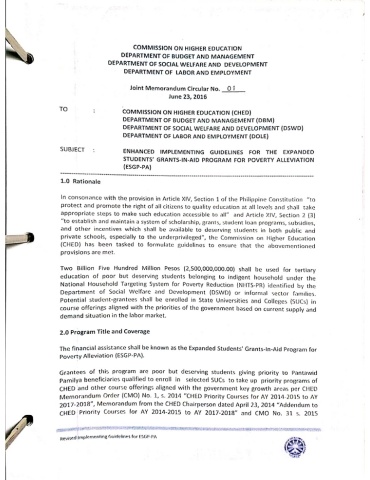 COMMISSION ON HIGHER EDUCATION
DEPARTMENT OF BUDGET AND MANAGEMENT
DEPARTMENT OF SOCIAL WELFARE AND DEVELOPMENT
DEPARTMENT OF LABOR AND EMPLOYMENT
Joint Memorandum Circular No. 01
June 23, 2016
TO : COMMISSION ON HIGHER EDUCATION (CHED)
DEPARTMENT OF BUDGET AND MANAGEMENT (DBM)
DEPARTMENT OF SOCIAL WELFARE AND DEVELOPMENT (DSWD)
DEPARTMENT OF LABOR AND EMPLOYMENT (DOLE)
SUBJECT : ENHANCED IMPLEMENTING GUIDELINES FOR THE EXPANDED
STUDENTS' GRANTS-IN-AID PROGRAM FOR POVERTY ALLEVIATION
(ESGP-PA)
1.0 Rationale
In consonance with the provision in Article XIV, Section 1 of the Philippine Constitution "to
protect and promote the right of all citizens to quality education at all levels and shall take
appropriate steps to make such education accessible to all" and Article XIV, Section 2 [3]
"to establish and maintain a system of scholarship, grants, student loan programs, subsidies,
and other incentives which shall be available to deserving students in both public and
private schools, especially to the underprivileged", the Commission on Higher Education
(CHED) has been tasked to formulate guidelines to ensure that the abovementioned
provisions are met.
Two Billion Five Hundred Million Pesos (2,500,000,000.00) shall be used for tertiary
education of poor but deserving students belonging to indigent household under the
National Household Targeting System for Poverty Reduction (NHTS-PR) identified by the
Department of Social Welfare and Development (DSWD) or informal sector families.
Potential student-grantees shall be enrolled in State Universities and Colleges (SUCs) in
course offerings aligned with the priorities of the government based on current supply and
demand situation in the labor market.
2.0 Program Title and Coverage
The financial assistance shall be known as the Expanded Students' Grants-In-Aid Program for
Poverty Alleviation (ESGP-PA).
Grantees of this program are poor but deserving students giving priority to Pantawid
Pamilya beneficiaries qualified to enroll in selected SUCs to take up priority programs of
CHED and other course offerings aligned with the government key growth areas per CHED
Memorandum Order (CMO) No. 1, s. 2014 "CHED Priority Courses for AY 2014-2015 to AY
2017-2018", Memorandum from the CHED Chairperson dated April 23, 2014 "Addendum to
CHED Priority Courses for AY 2014-2015 to AY 2017-2018" and CMO No. 31 s. 2015
Revised Implementing Guidelines for ESGP-PA